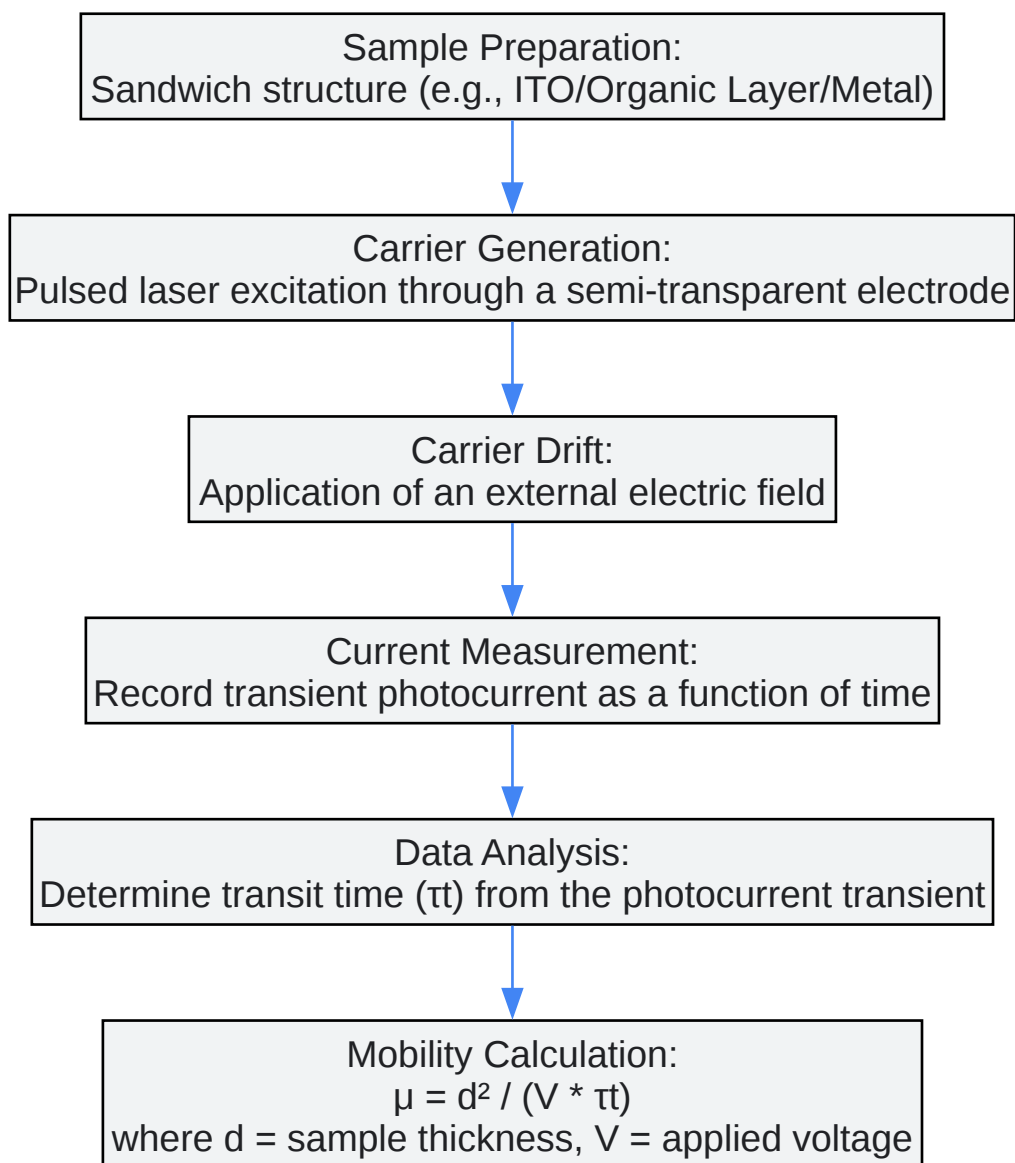 Sample Preparation:
Sandwich structure (e.g., ITO/Organic Layer/Metal)
Carrier Generation:
Pulsed laser excitation through a semi-transparent electrode
Carrier Drift:
Application of an external electric field
Current Measurement:
Record transient photocurrent as a function of time
Data Analysis:
Determine transit time (τt) from the photocurrent transient
Mobility Calculation:
μ = d² / (V * τt)
where d = sample thickness, V = applied voltage